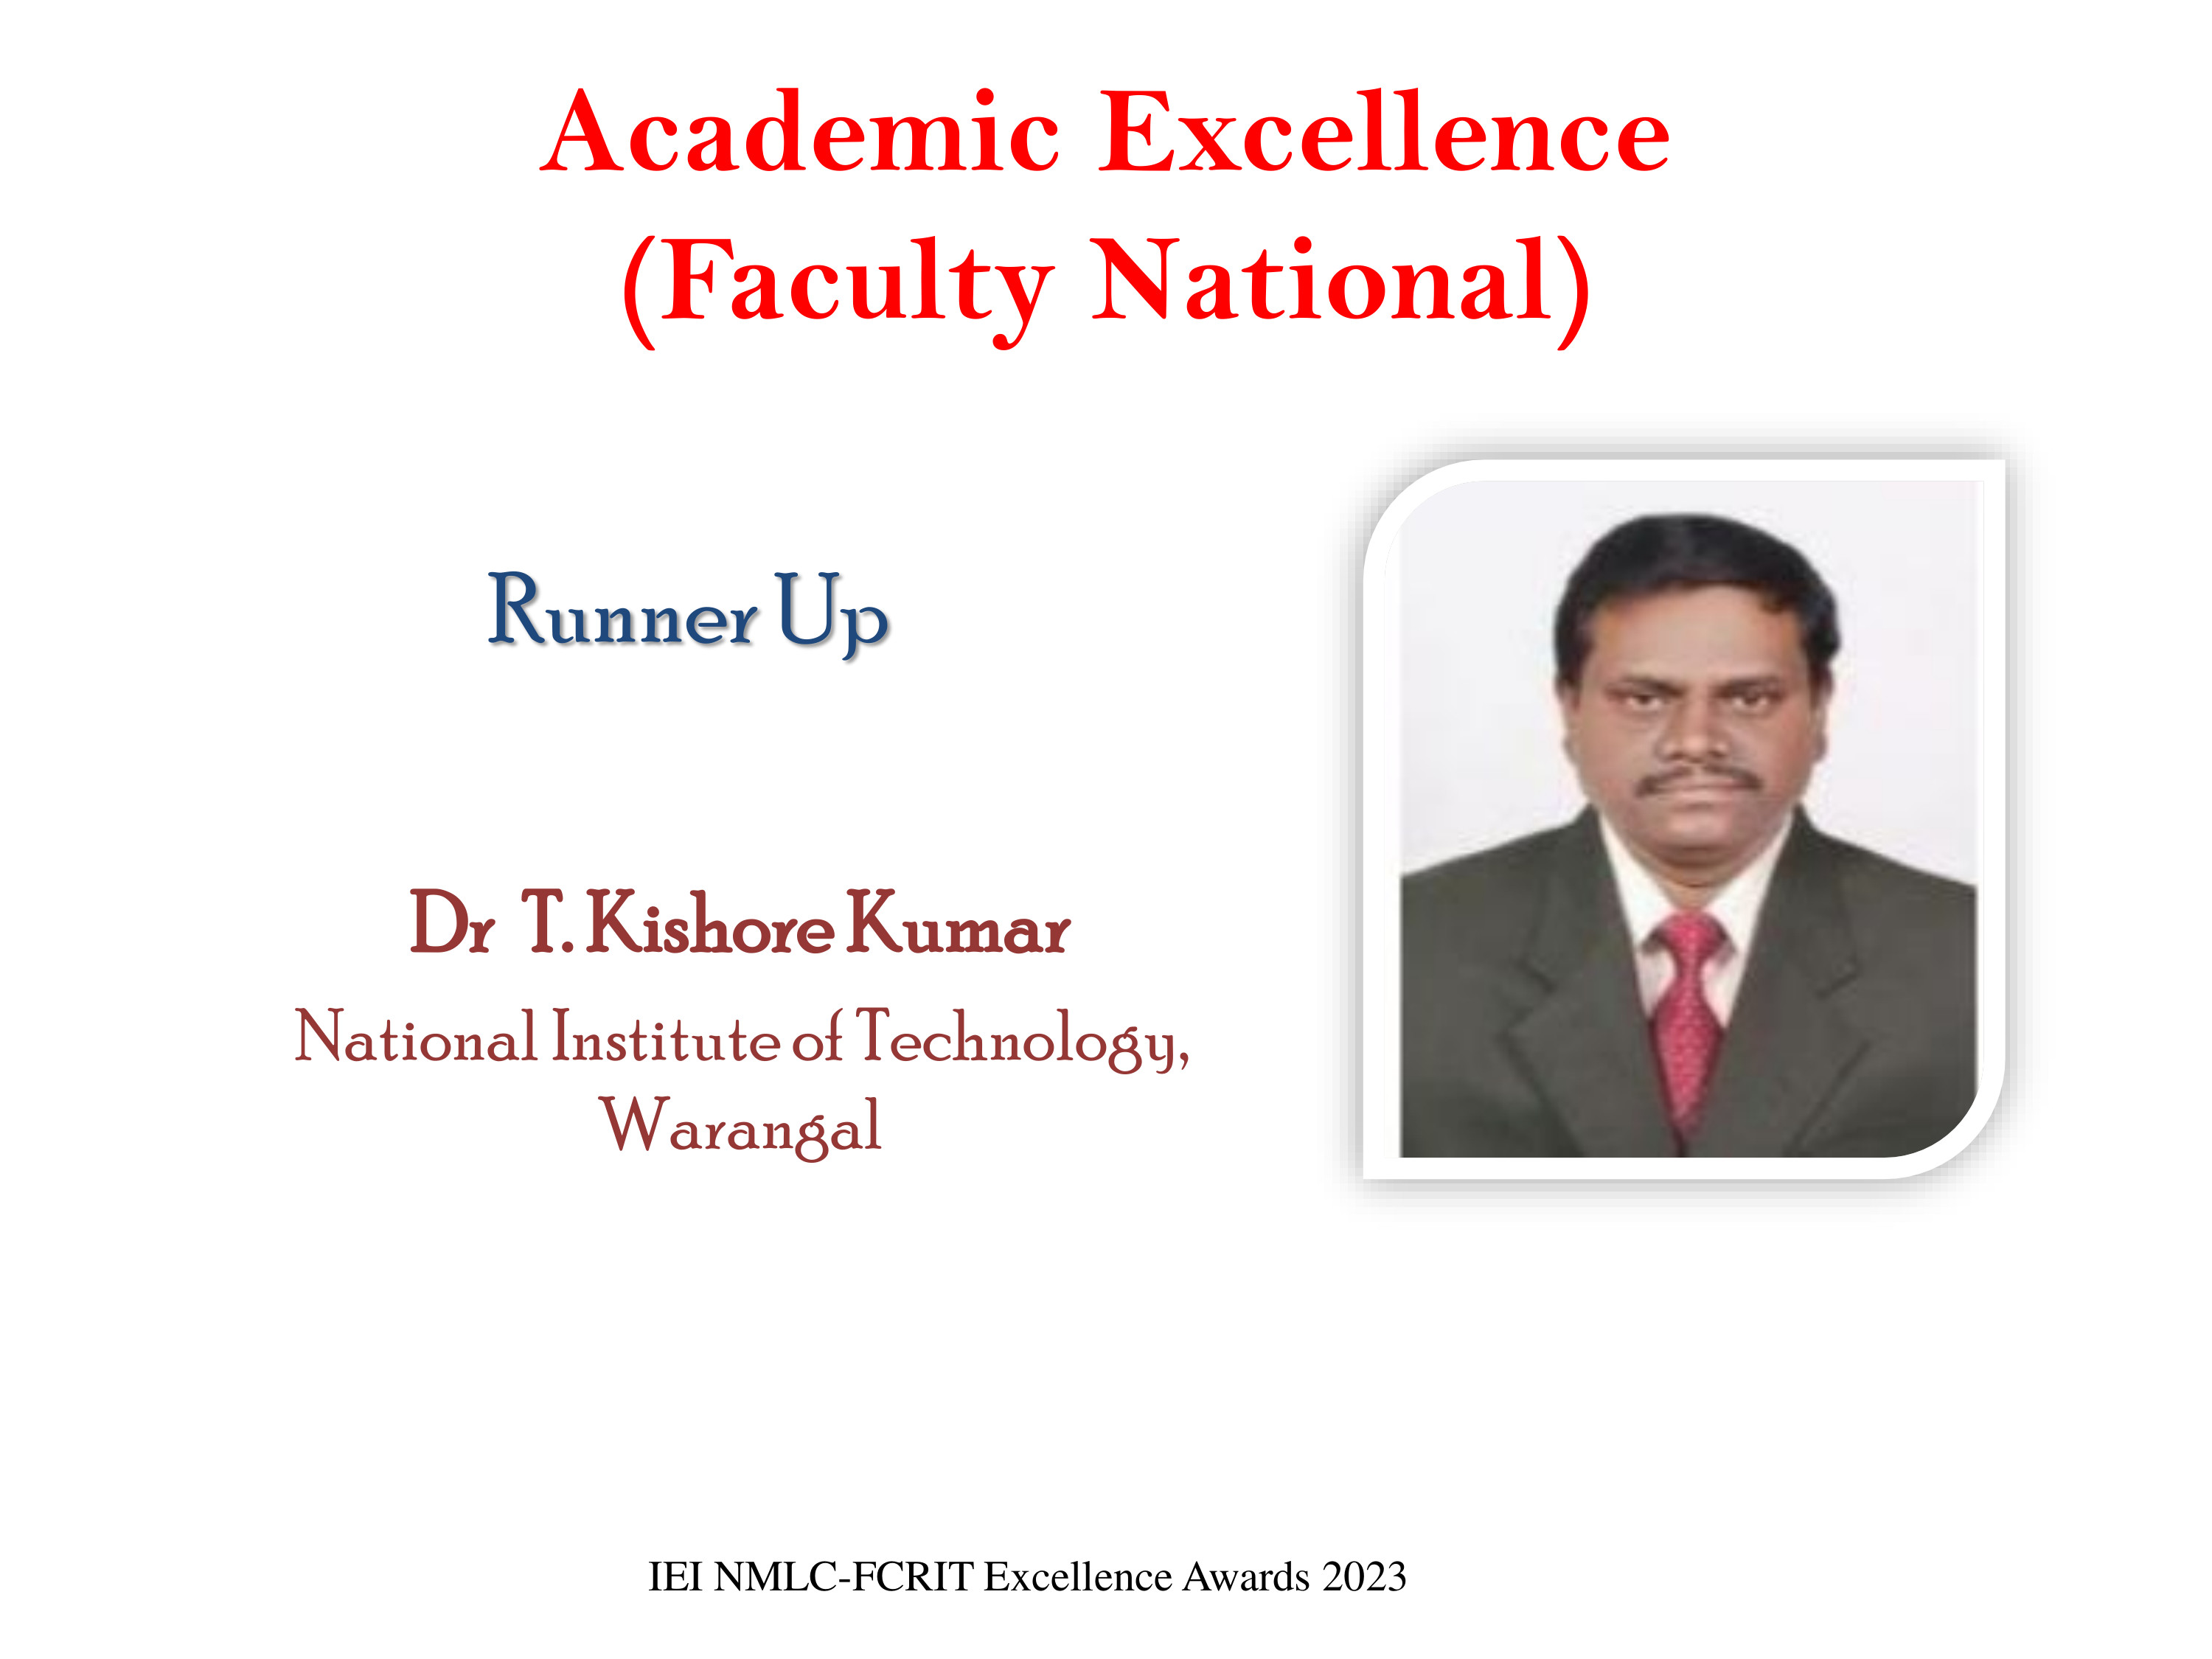 Academic Excellence
(Faculty National)
Runner Up
Dr T. Kishore Kumar
National Institute of Technology,
Warangal
IEI NMLC-FCRIT Excellence Awards 2023